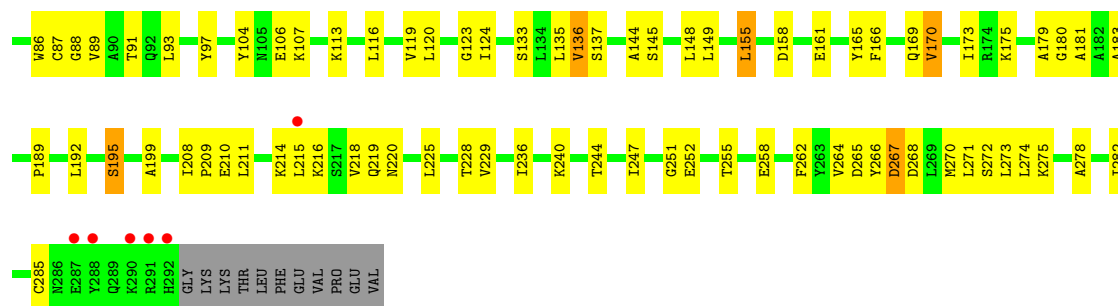 W86 C87 G88 V89 A90 T91 Q92 L93 Y97 Y104 N105 E106 K107 K113 L116 V119 L120 G123 I124 S133 L134 L135 V136 S137 A144 S145 L148 L149 L155 D158 E161 Y165 F166 Q169 V170 I173 R174 K175 A179 G180 A181 A182 A183
P189 L192 S195 A199 I208 P209 E210 L211 K214 L215 K216 S217 V218 Q219 N220 L225 T228 V229 I236 K240 T244 I247 G251 E252 T255 E258 F262 Y263 V264 D265 Y266 D267 D268 L269 M270 L271 S272 L273 L274 K275 A278 I282
C285 N286 E287 Y288 Q289 K290 R291 H292 GLY LYS LYS THR LEU PHE GLU VAL PRO GLU VAL